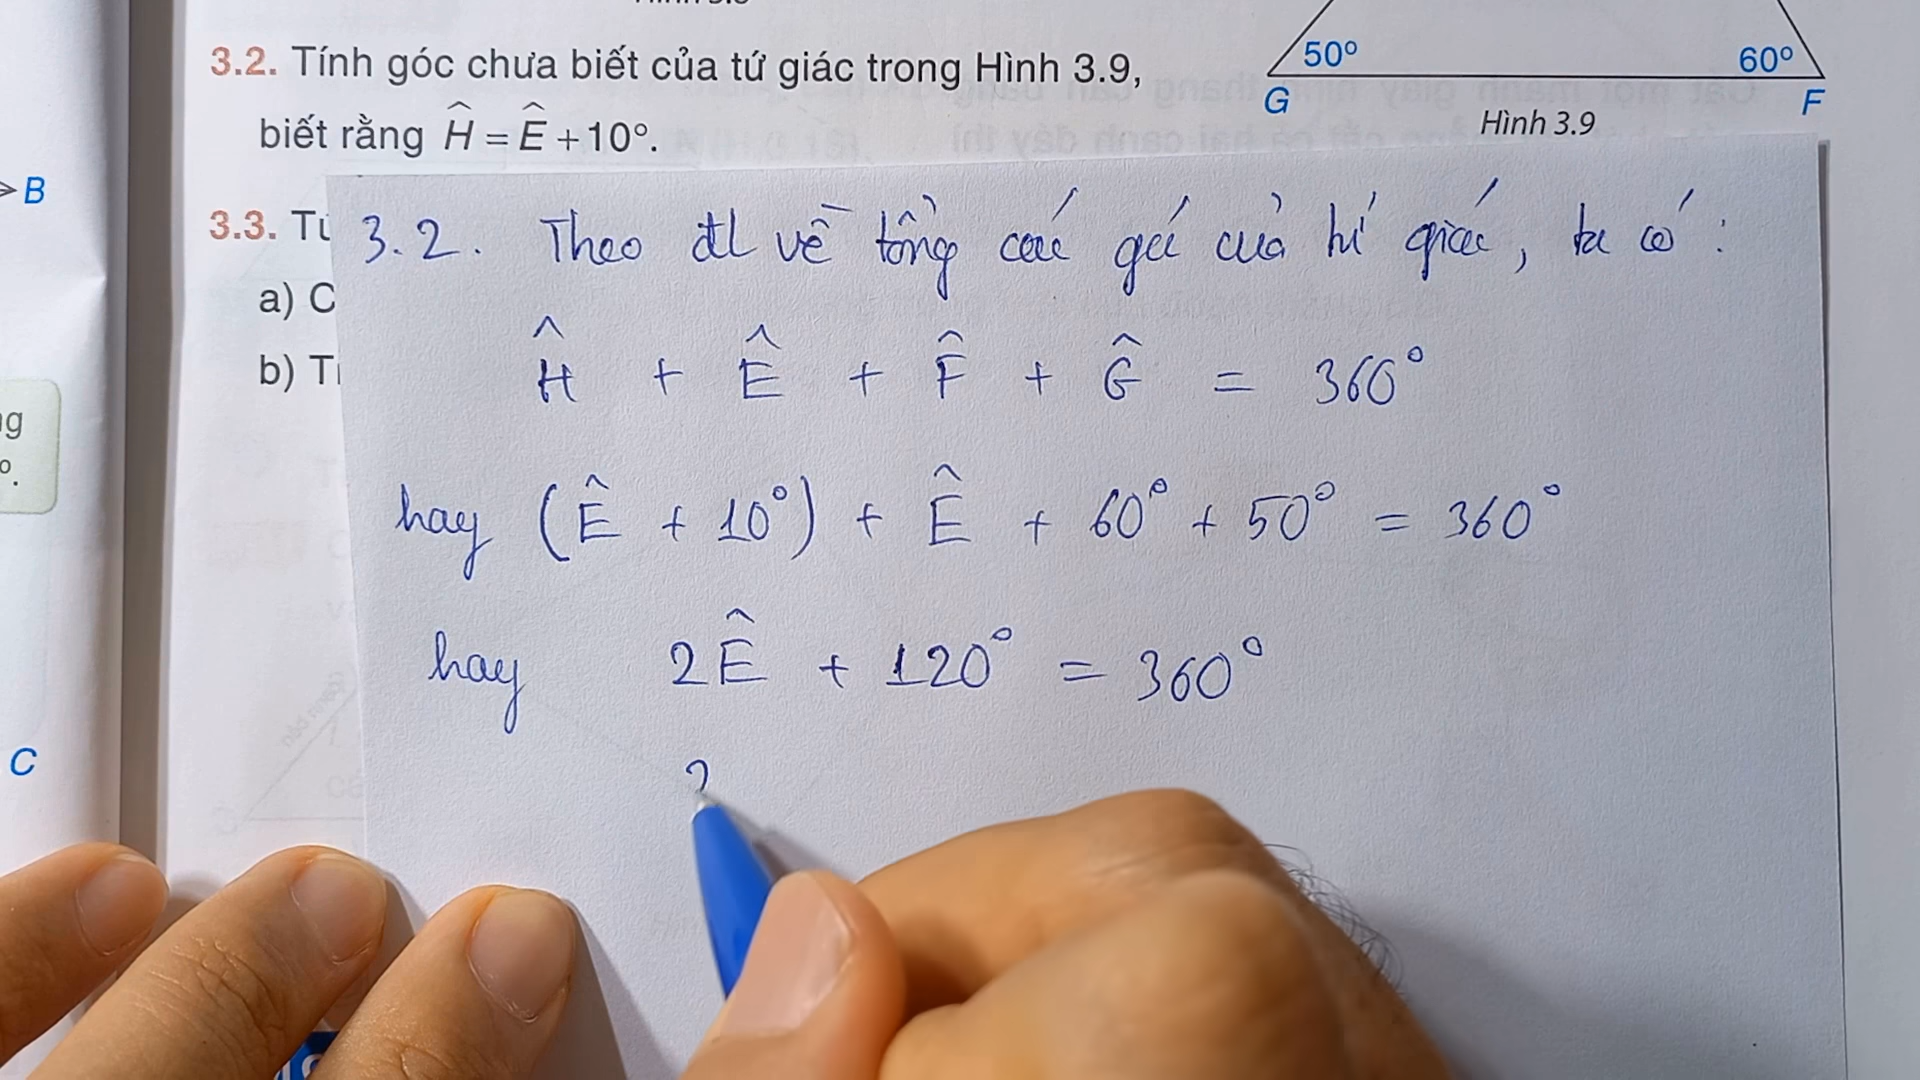 3.2. Tính góc chưa biết của tứ giác trong Hình 3.9,
biết rằng Ĥ = Ê + 10°.
50°
60°
G
F
Hình 3.9
B
3.3.
a)
b)
C
3.2. Theo đl về tổng các góc của tứ giác, ta có:
Ĥ + Ê + F̂ + Ĝ = 360°
hay (Ê + 10°) + Ê + 60° + 50° = 360°
hay 2Ê + 120° = 360°
2